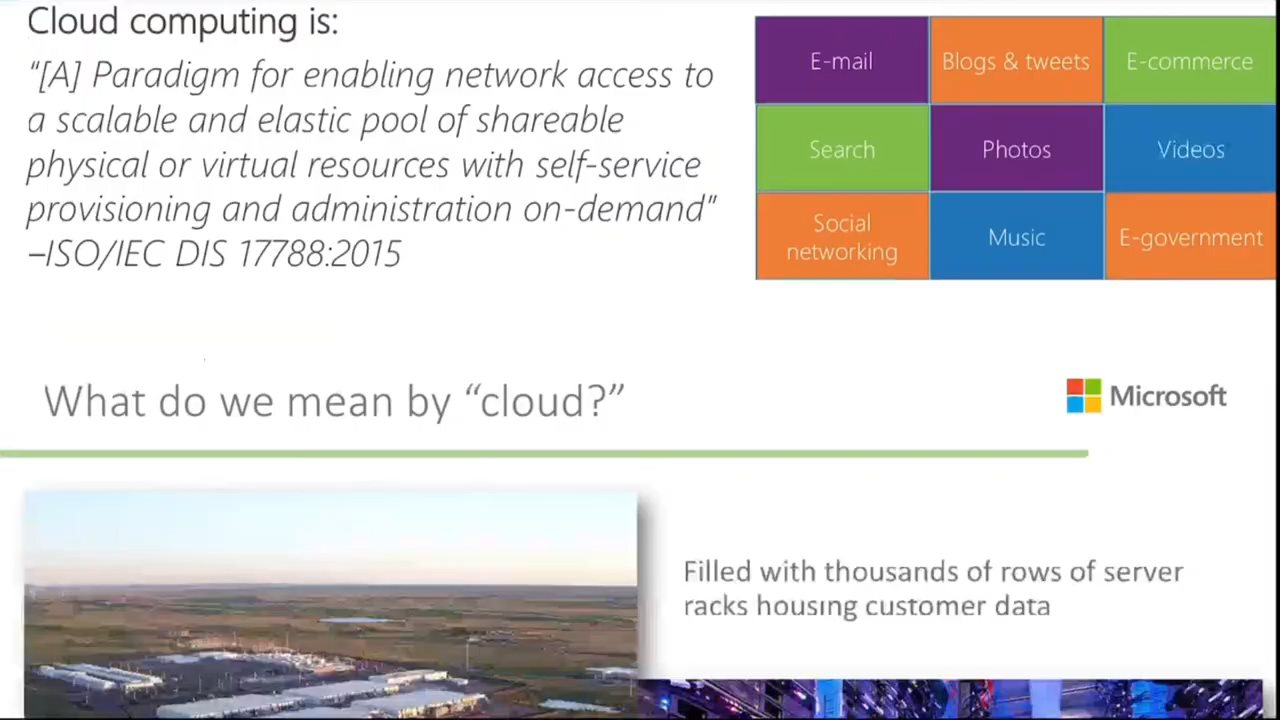 Cloud computing is:
“[A] Paradigm for enabling network access to
a scalable and elastic pool of shareable
physical or virtual resources with self-service
provisioning and administration on-demand”
–ISO/IEC DIS 17788:2015
E-mail
Blogs & tweets
E-commerce
Search
Photos
Videos
Social
networking
Music
E-government
What do we mean by “cloud?”
Microsoft
Filled with thousands of rows of server
racks housing customer data